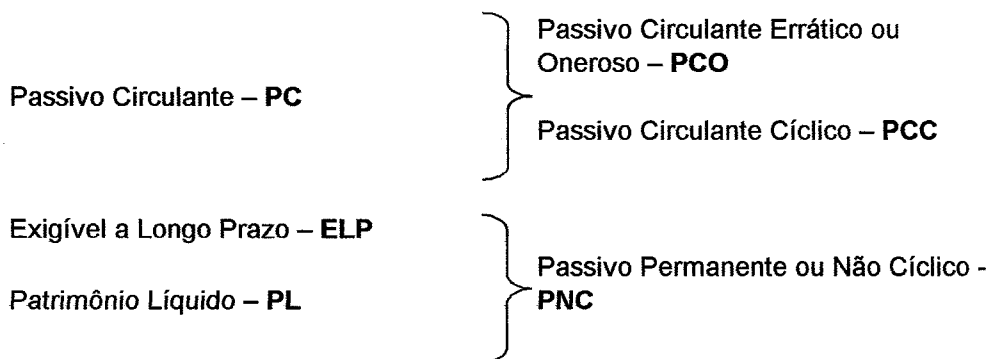 Passivo Circulante Errático ou
Oneroso – PCO
Passivo Circulante – PC
Passivo Circulante Cíclico – PCC
Exigível a Longo Prazo – ELP
Passivo Permanente ou Não Cíclico -
PNC
Patrimônio Líquido – PL